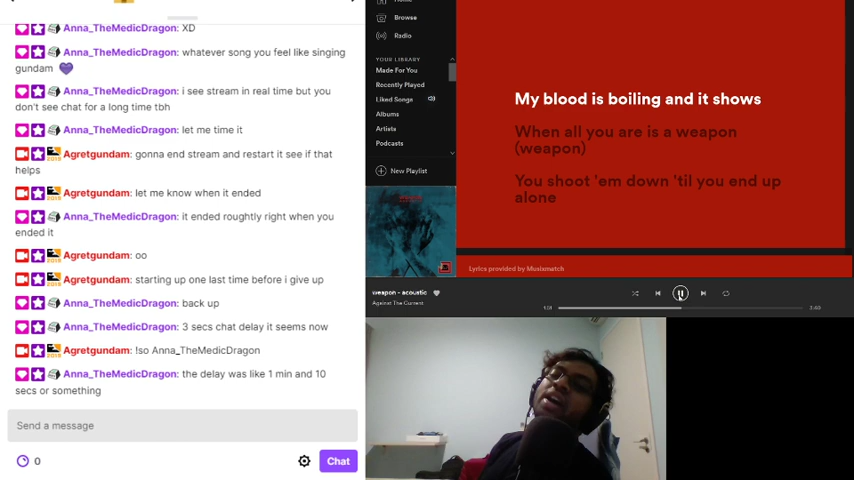 Anna_TheMedicDragon: XD
Anna_TheMedicDragon: whatever song you feel like singing
gundam
Anna_TheMedicDragon: i see stream in real time but you
don't see chat for a long time tbh
Anna_TheMedicDragon: let me time it
Agretgundam: gonna end stream and restart it see if that
helps
Agretgundam: let me know when it ended
Anna_TheMedicDragon: it ended roughtly right when you
ended it
Agretgundam: oo
Agretgundam: starting up one last time before i give up
Anna_TheMedicDragon: back up
Anna_TheMedicDragon: 3 secs chat delay it seems now
Agretgundam: !so Anna_TheMedicDragon
Anna_TheMedicDragon: the delay was like 1 min and 10
secs or something
Send a message
0
Chat
Browse
Radio
YOUR LIBRARY
Made For You
Recently Played
Liked Songs
Albums
Artists
Podcasts
New Playlist
My blood is boiling and it shows
When all you are is a weapon
(weapon)
You shoot 'em down 'til you end up
alone
Lyrics provided by Musixmatch
weapon - acoustic
Against The Current
3:40